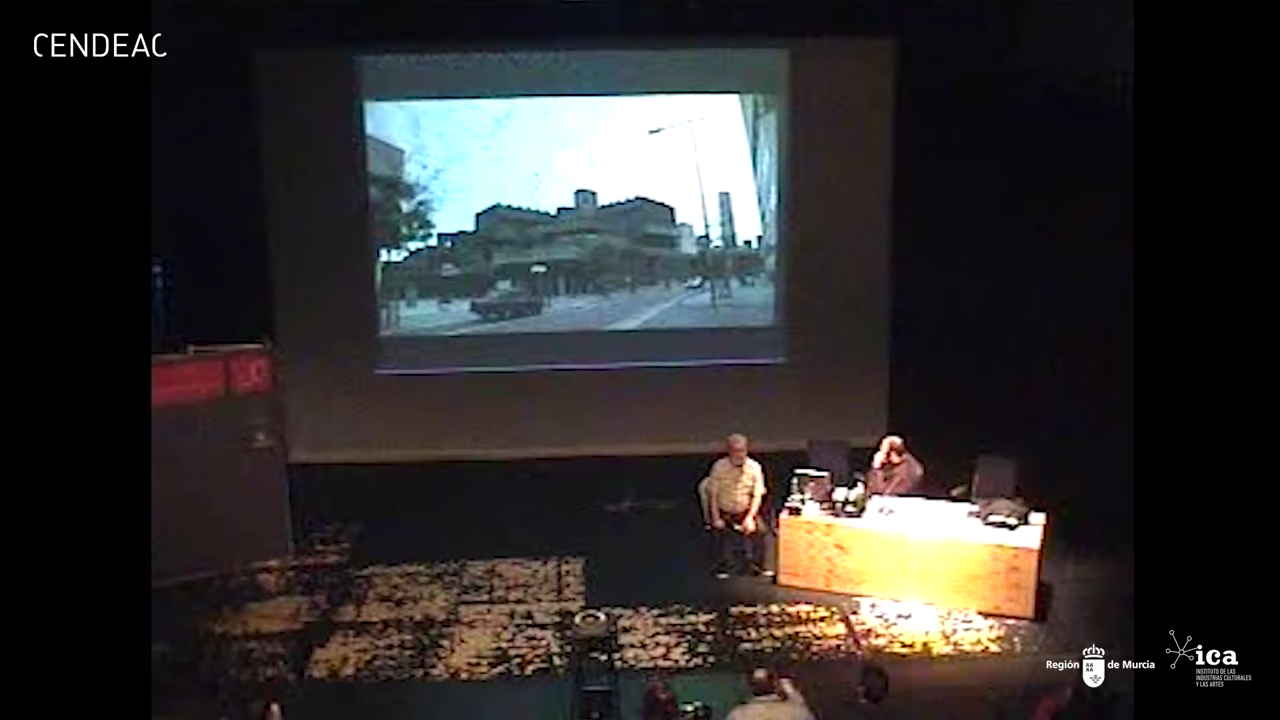 CENDEAC
Región de Murcia
ica
INSTITUTO DE LAS
INDUSTRIAS CULTURALES
Y LAS ARTES